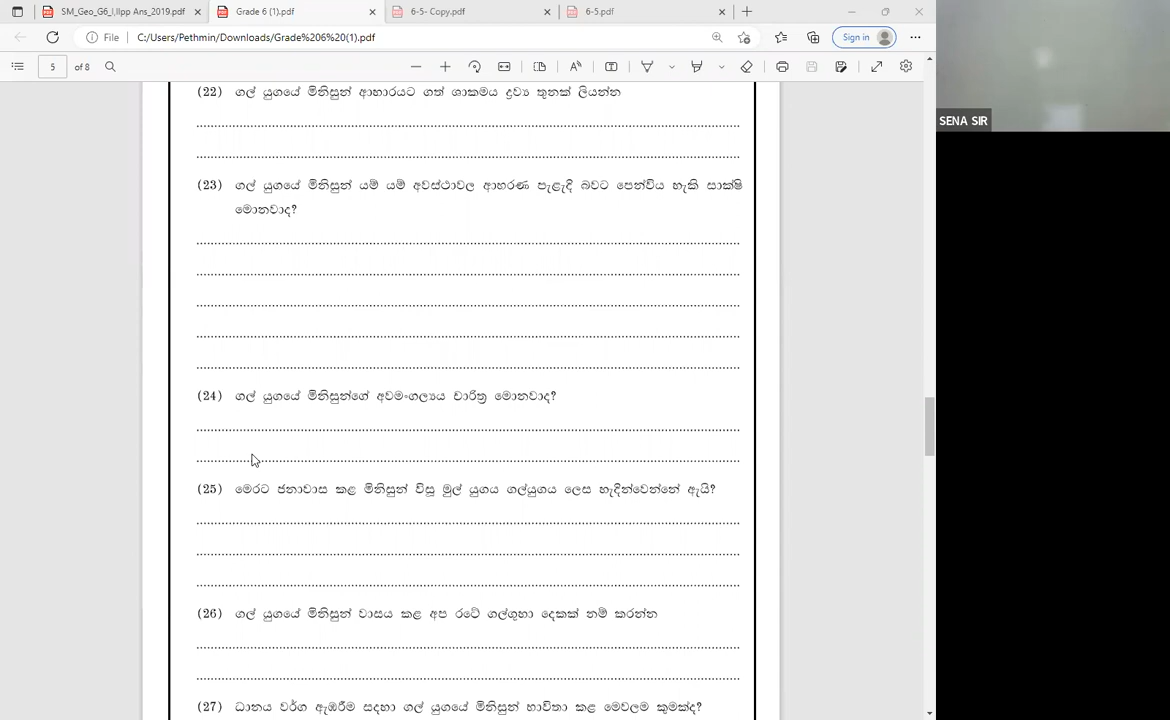 SM_Geo_G6_I,IIpp Ans_2019.pdf
Grade 6 (1).pdf
6-5- Copy.pdf
6-5.pdf
File
C:/Users/Pethmin/Downloads/Grade%206%20(1).pdf
Sign in
5 of 8
SENA SIR
(22) ගල් යුගයේ මිනිසුන් ආහාරයට ගත් ශාකමය ද්‍රව්‍ය තුනක් ලියන්න
(23) ගල් යුගයේ මිනිසුන් යම් යම් අවස්ථාවල ආභරණ පැළැඳි බවට පෙන්විය හැකි සාක්ෂි
මොනවාද?
(24) ගල් යුගයේ මිනිසුන්ගේ අවමංගල්‍යය චාරිත්‍ර මොනවාද?
(25) මෙරට ජනාවාස කළ මිනිසුන් විසූ මුල් යුගය ගල්යුගය ලෙස හැදින්වෙන්නේ ඇයි?
(26) ගල් යුගයේ මිනිසුන් වාසය කළ අප රටේ ගල්ගුහා දෙකක් නම් කරන්න
(27) ධාන්‍ය වර්ග ඇඹරීම සඳහා ගල් යුගයේ මිනිසුන් භාවිතා කළ මෙවලම කුමක්ද?